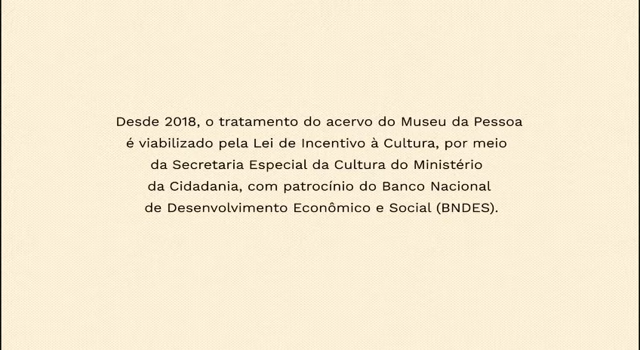 Desde 2018, o tratamento do acervo do Museu da Pessoa
é viabilizado pela Lei de Incentivo à Cultura, por meio
da Secretaria Especial da Cultura do Ministério
da Cidadania, com patrocínio do Banco Nacional
de Desenvolvimento Econômico e Social (BNDES).